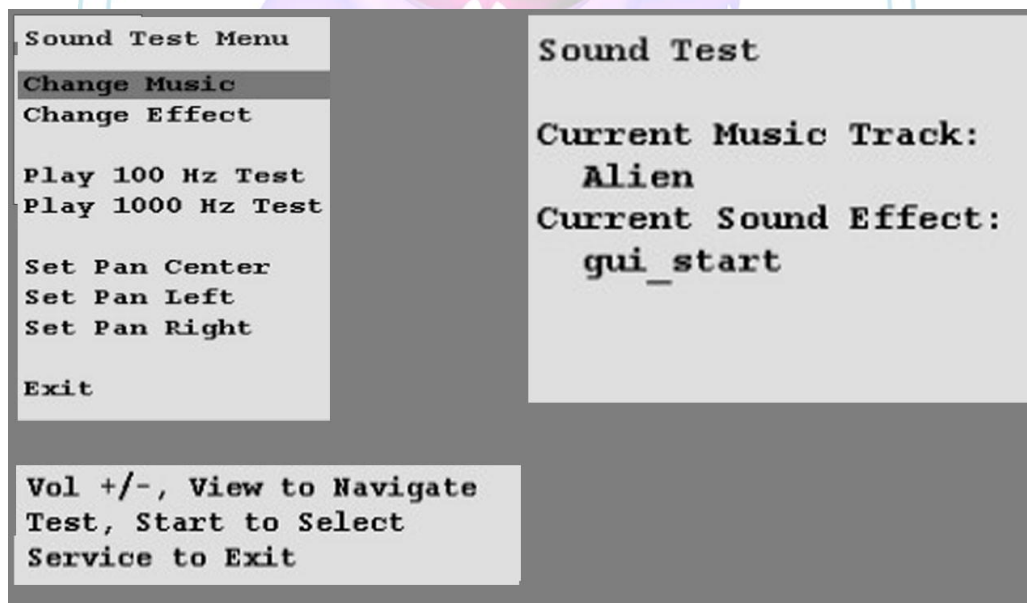 Sound Test Menu
Change Music
Change Effect
Play 100 Hz Test
Play 1000 Hz Test
Set Pan Center
Set Pan Left
Set Pan Right
Exit
Sound Test
Current Music Track:
Alien
Current Sound Effect:
gui_start
Vol +/-, View to Navigate
Test, Start to Select
Service to Exit